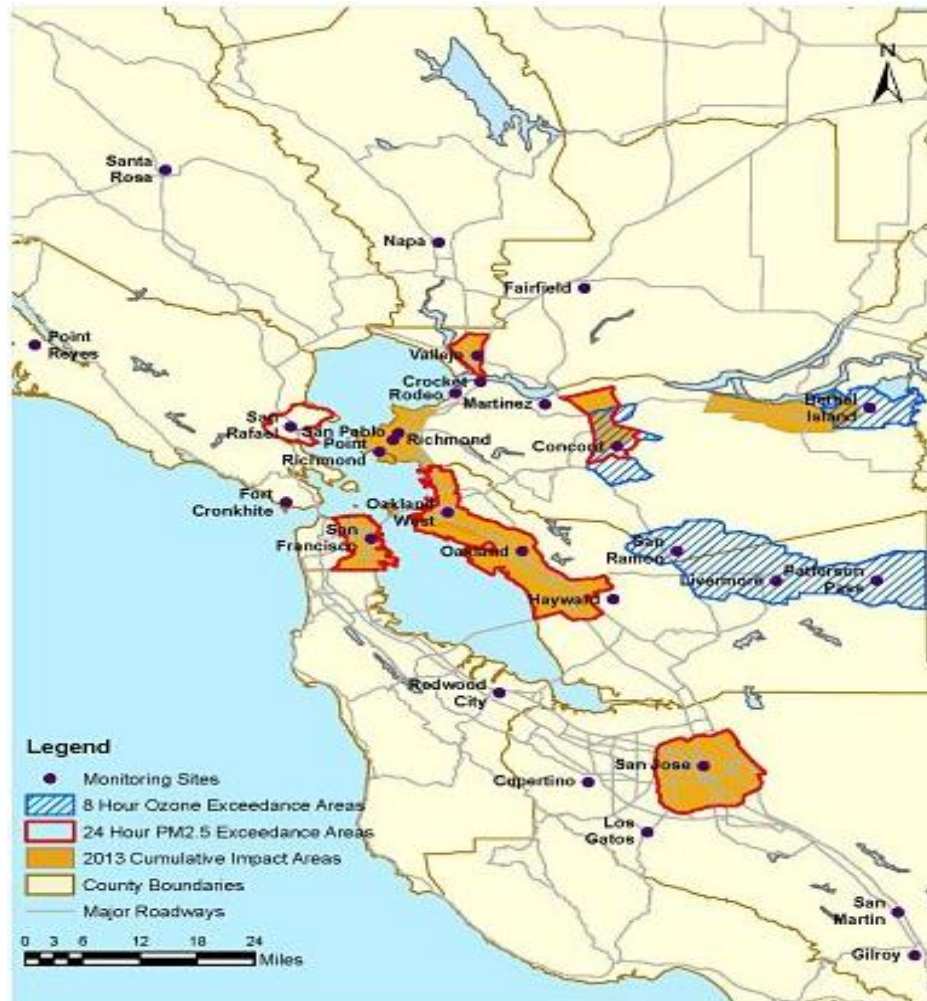 N
Santa
Rosa
Napa
Fairfield
Point
Reyes
Vallejo
Crocket
Rodeo
Martinez
Bethel
Island
San
Rafael
San Pablo
Richmond
Point
Richmond
Concord
Fort
Cronkhite
Oakland
West
San
Francisco
Oakland
San
Ramon
Livermore
Patterson
Pass
Hayward
Redwood
City
San Jose
Cupertino
Los
Gatos
San
Martin
Gilroy
Legend
Monitoring Sites
8 Hour Ozone Exceedance Areas
24 Hour PM2.5 Exceedance Areas
2013 Cumulative Impact Areas
County Boundaries
Major Roadways
0 3 6 12 18 24
Miles